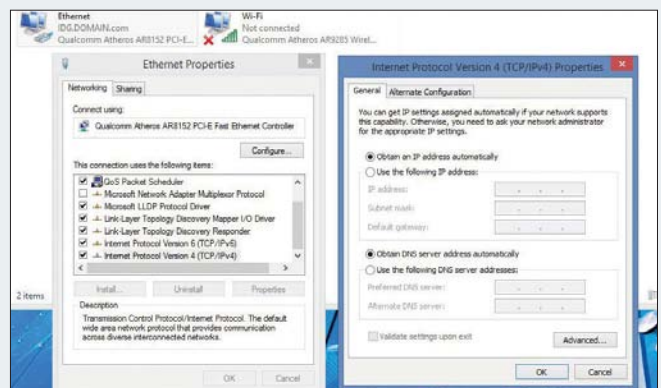 Ethernet
IDG.DOMAIN.com
Qualcomm Atheros AR8152 PCI-E...
Wi-Fi
Not connected
Qualcomm Atheros AR9285 Wirel...
Ethernet Properties
Networking Sharing
Connect using:
Qualcomm Atheros AR8152 PCI-E Fast Ethernet Controller
Configure...
This connection uses the following items:
QoS Packet Scheduler
Microsoft Network Adapter Multiplexor Protocol
Microsoft LLDP Protocol Driver
Link-Layer Topology Discovery Mapper I/O Driver
Link-Layer Topology Discovery Responder
Internet Protocol Version 6 (TCP/IPv6)
Internet Protocol Version 4 (TCP/IPv4)
Install... Uninstall Properties
Description
Transmission Control Protocol/Internet Protocol. The default
wide area network protocol that provides communication
across diverse interconnected networks.
OK Cancel
2 items
Internet Protocol Version 4 (TCP/IPv4) Properties
General Alternate Configuration
You can get IP settings assigned automatically if your network supports
this capability. Otherwise, you need to ask your network administrator
for the appropriate IP settings.
Obtain an IP address automatically
Use the following IP address:
IP address:
Subnet mask:
Default gateway:
Obtain DNS server address automatically
Use the following DNS server addresses:
Preferred DNS server:
Alternate DNS server:
Validate settings upon exit
Advanced...
OK Cancel